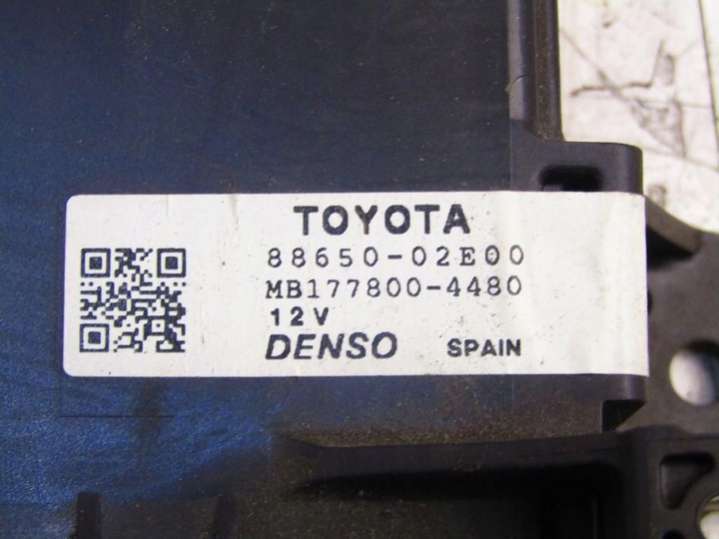 TOYOTA
88650-02E00
MB177800-4480
12V
DENSO SPAIN